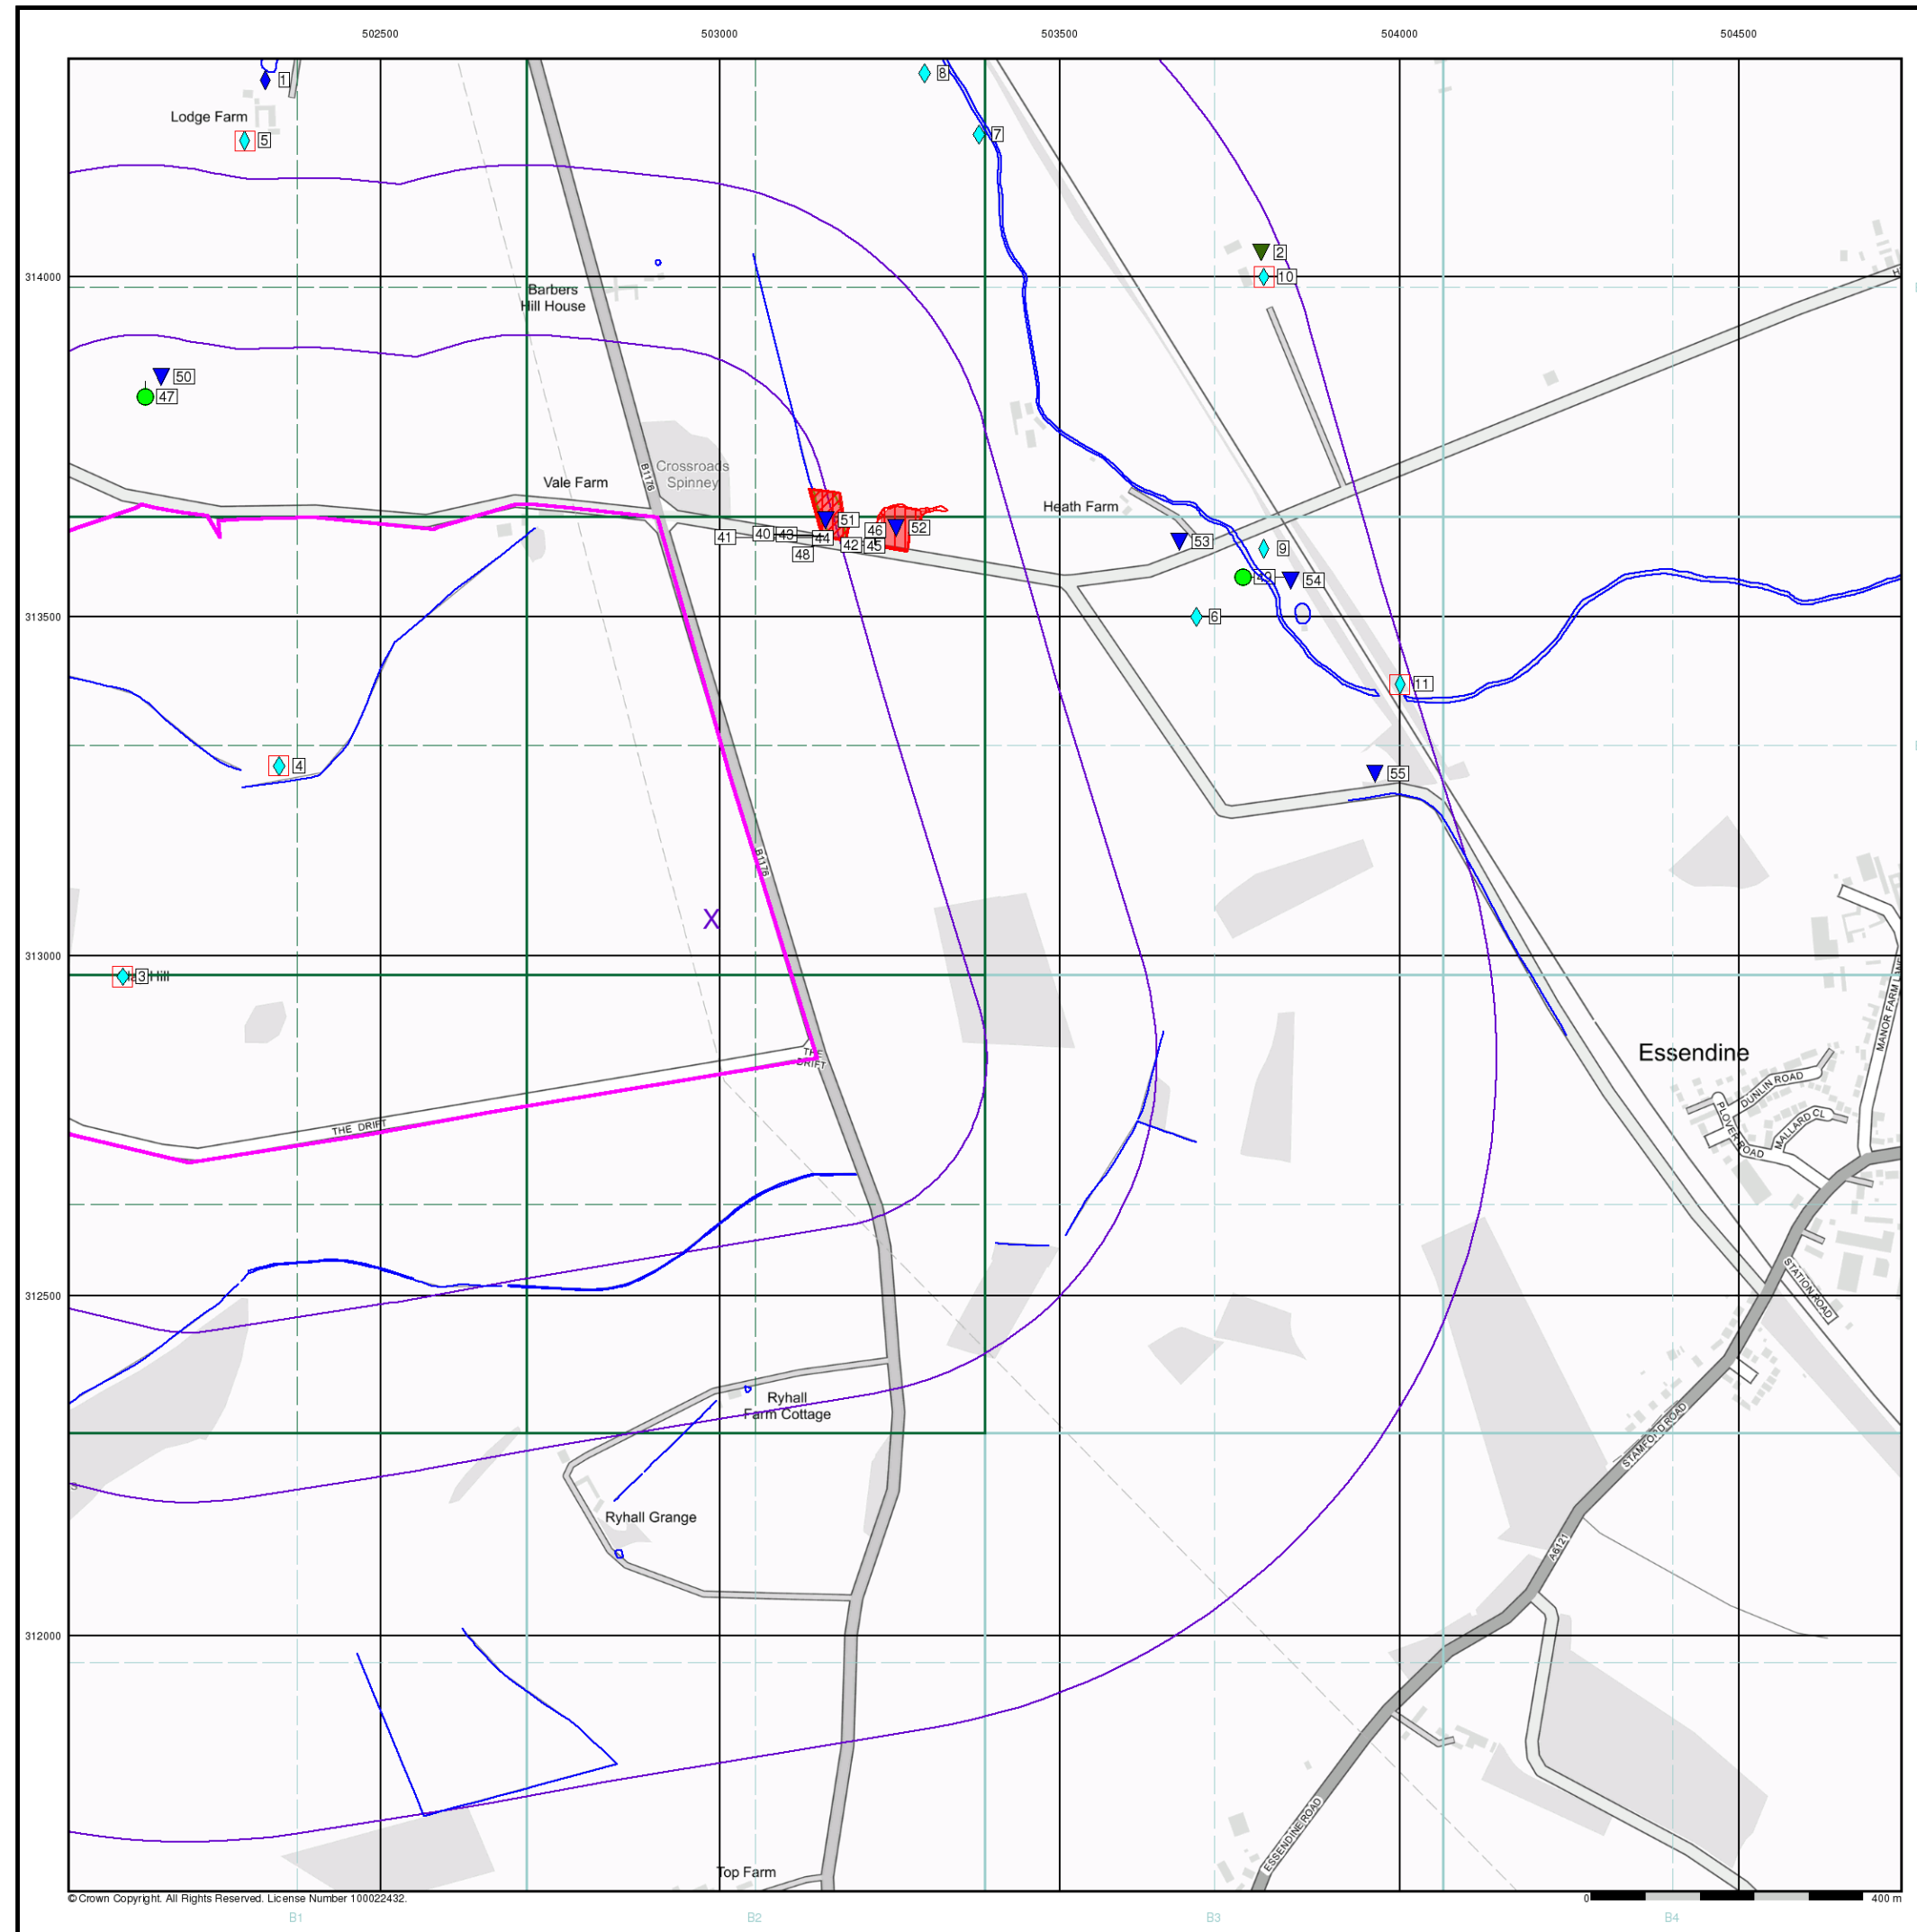 502500
503000
503500
504000
504500
1
8
Lodge Farm
5
7
2
314000
10
Barbers
Hill House
50
47
B1176
Crossroads
Spinney
Vale Farm
Heath Farm
51
52
46
41
40
43
44
42
45
48
53
9
49
54
313500
6
11
4
55
B1176
X
313000
3
Hill
THE
DRIFT
THE DRIFT
MANOR FARM LANE
Essendine
DUNLIN ROAD
PLOVER ROAD
MALLARD CL
312500
STATION ROAD
Ryhall
Farm Cottage
STAMFORD ROAD
S
Ryhall Grange
A6121
312000
ESSENDINE ROAD
Top Farm
© Crown Copyright. All Rights Reserved. License Number 100022432.
0
400 m
B1
B2
B3
B4